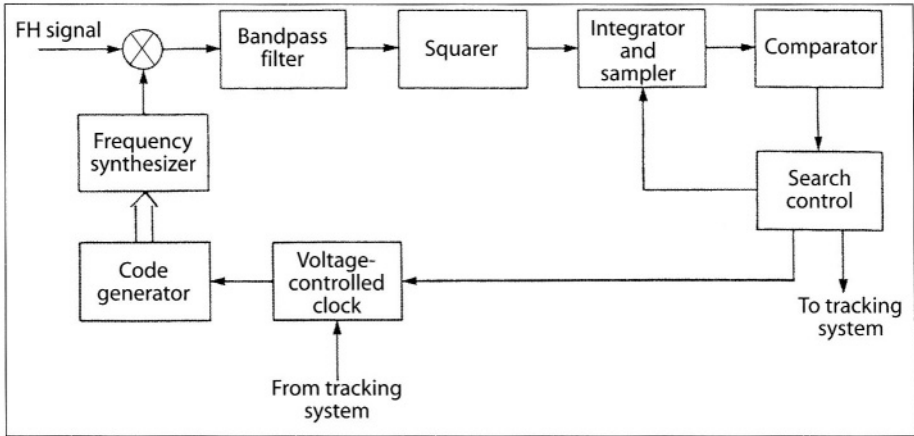 FH signal
Bandpass
filter
Squarer
Integrator
and
sampler
Comparator
Frequency
synthesizer
Search
control
Code
generator
Voltage-
controlled
clock
To tracking
system
From tracking
system